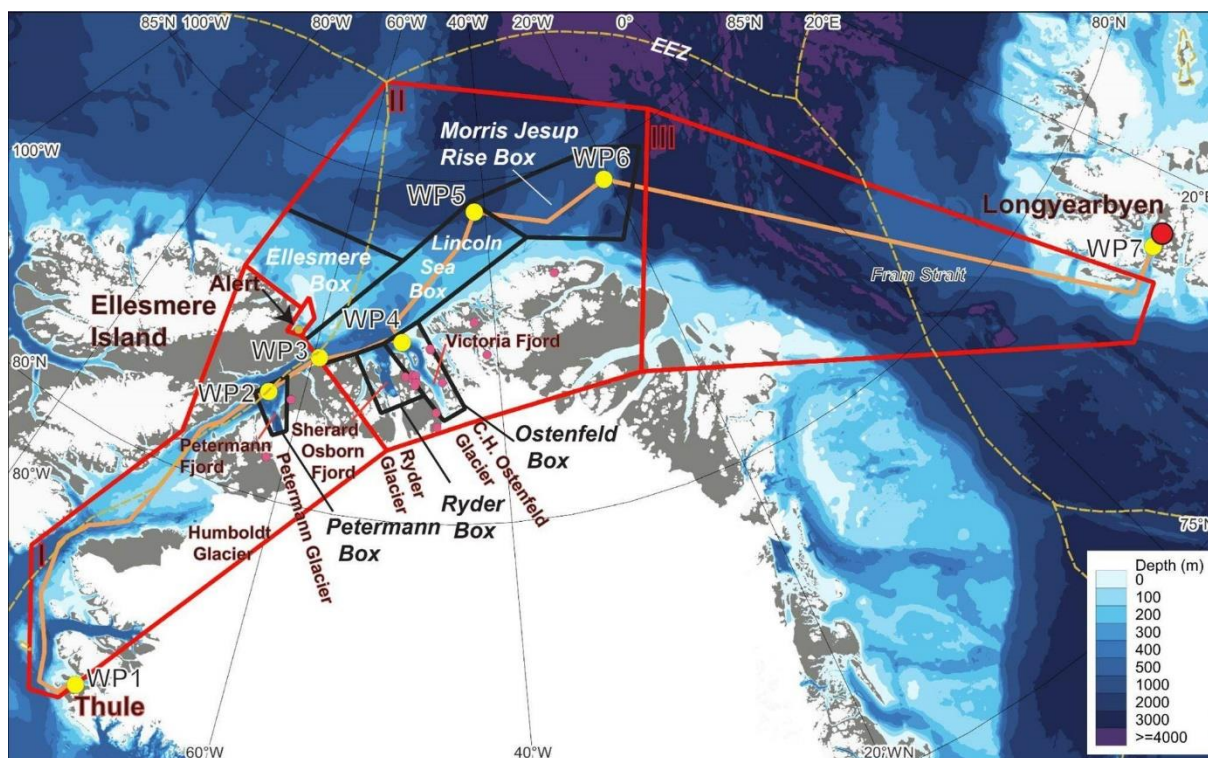 85°N 100°W
80°W
60°W
40°W
20°W
0°
85°N
20°E
80°N
EEZ
II
III
Morris Jesup
Rise Box
100°W
WP6
WP5
20°E
Longyearbyen
WP7
Lincoln
Sea
Box
Ellesmere
Box
Fram Strait
Alert
Ellesmere
Island
WP4
Victoria Fjord
WP3
80°N
WP2
Ostenfeld
Box
Petermann
Fjord
Sherard
Osborn
Fjord
C.H. Ostenfeld
Glacier
Ryder
Glacier
Ryder
Box
80°W
Petermann Glacier
Petermann
Box
Humboldt
Glacier
75°N
I
WP1
Thule
60°W
40°W
20°WN
Depth (m)
0
100
200
300
400
500
1000
2000
3000
>=4000